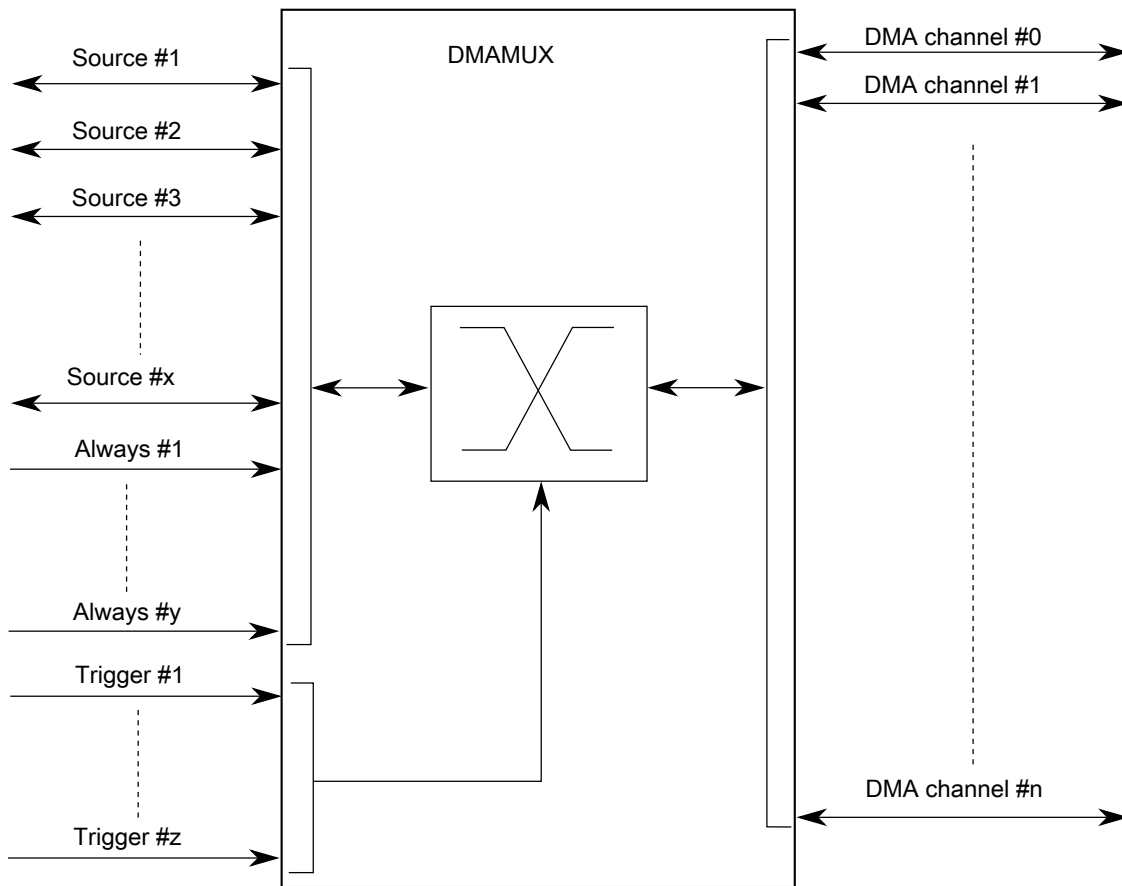 DMAMUX
Source #1
Source #2
Source #3
Source #x
Always #1
Always #y
Trigger #1
Trigger #z
DMA channel #0
DMA channel #1
DMA channel #n